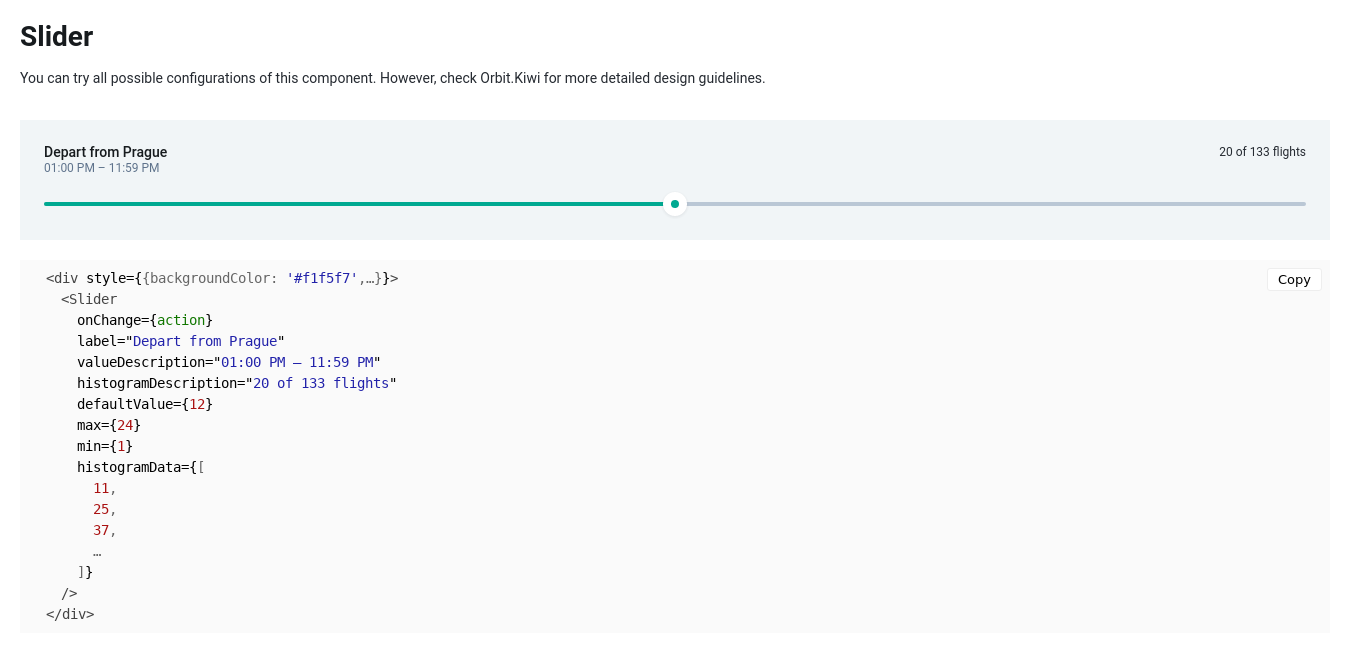 Slider
You can try all possible configurations of this component. However, check Orbit.Kiwi for more detailed design guidelines.
Depart from Prague
20 of 133 flights
01:00 PM – 11:59 PM
<div style={{backgroundColor: '#f1f5f7',…}}>
Copy
<Slider
onChange={action}
label="Depart from Prague"
valueDescription="01:00 PM – 11:59 PM"
histogramDescription="20 of 133 flights"
defaultValue={12}
max={24}
min={1}
histogramData={[
11,
25,
37,
…
]}
/>
</div>